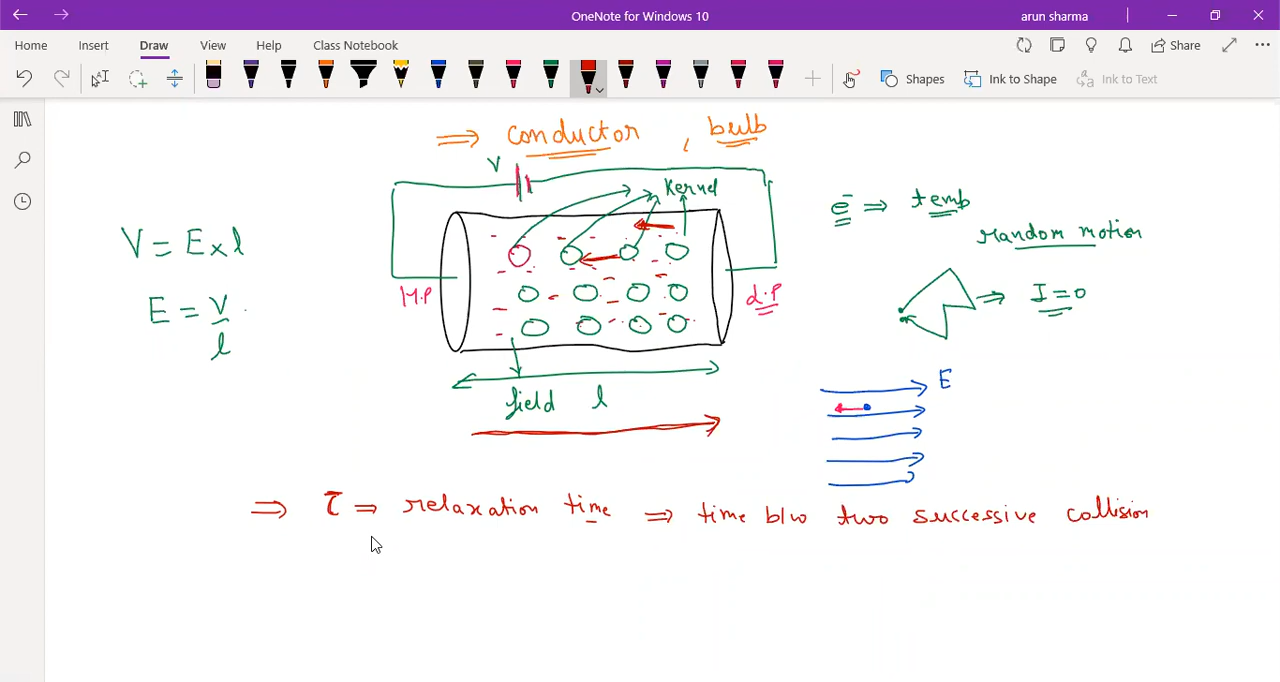 OneNote for Windows 10
arun sharma
Home Insert Draw View Help Class Notebook
Share
Shapes Ink to Shape Ink to Text
⇒ conductor , bulb
V
Kernel
e⁻ ⇒ temb
random motion
V = E x l
M.P
d.P
⇒ I = 0
E = V/l
E
field l
⇒ τ ⇒ relaxation time ⇒ time b/w two successive collision